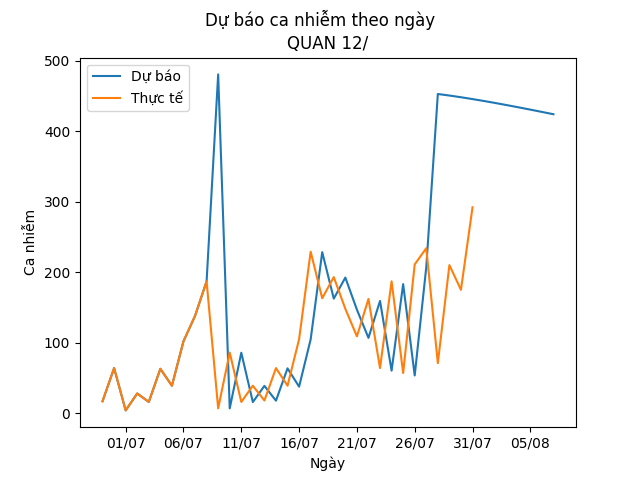 Dự báo ca nhiễm theo ngày
QUAN 12/
Dự báo
Thực tế
Ca nhiễm
500
400
300
200
100
0
01/07 06/07 11/07 16/07 21/07 26/07 31/07 05/08
Ngày